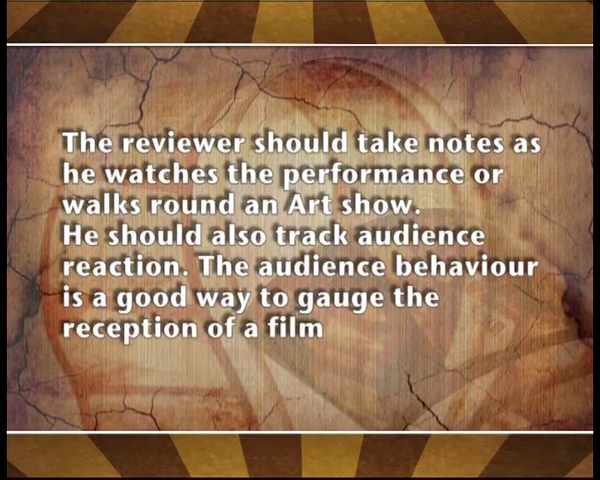 The reviewer should take notes as
he watches the performance or
walks round an Art show.
He should also track audience
reaction. The audience behaviour
is a good way to gauge the
reception of a film